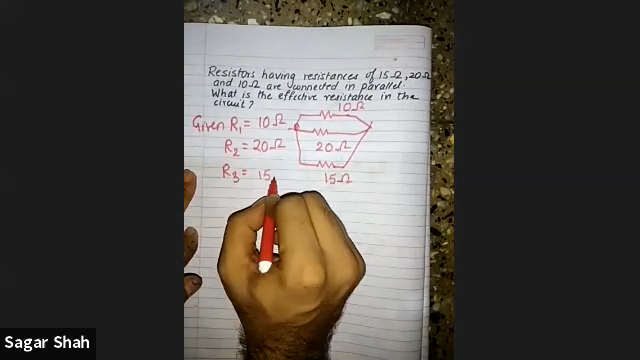 Resistors having resistances of 15Ω, 20Ω
and 10Ω are connected in parallel.
What is the effective resistance in the
circuit?
10Ω
Given R₁ = 10Ω
R₂ = 20Ω
20Ω
R₃ = 15
15Ω
Sagar Shah